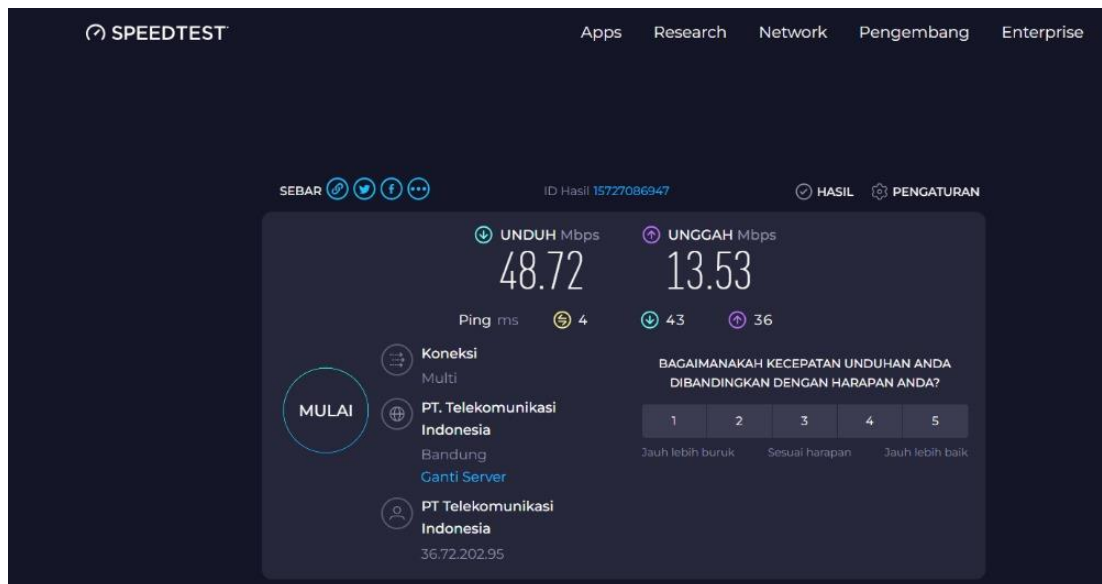 SPEEDTEST
Apps Research Network Pengembang Enterprise
SEBAR
ID Hasil 15727086947
HASIL PENGATURAN
UNDUH Mbps
48.72
UNGGAH Mbps
13.53
Ping ms 4 43 36
MULAI
Koneksi
Multi
PT. Telekomunikasi
Indonesia
Bandung
Ganti Server
PT Telekomunikasi
Indonesia
36.72.202.95
BAGAIMANAKAH KECEPATAN UNDUHAN ANDA
DIBANDINGKAN DENGAN HARAPAN ANDA?
1 2 3 4 5
Jauh lebih buruk Sesuai harapan Jauh lebih baik